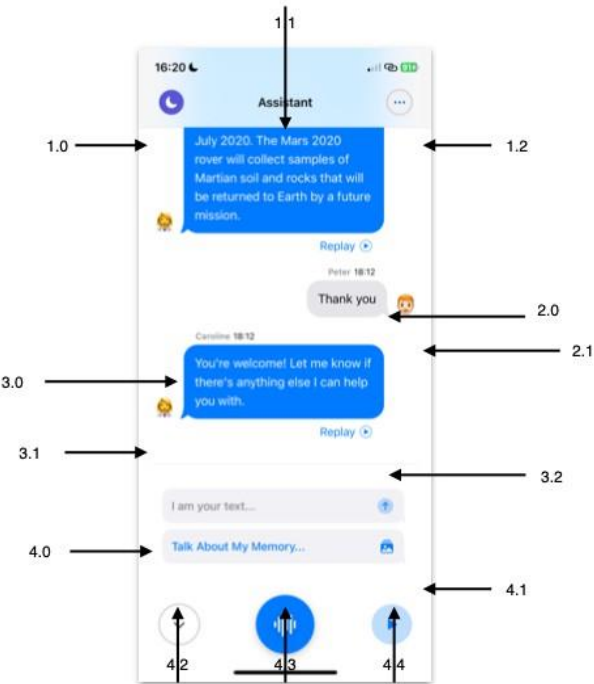 1.1
16:20
91+
Assistant
1.0
1.2
July 2020. The Mars 2020
rover will collect samples of
Martian soil and rocks that will
be returned to Earth by a future
mission.
Replay
Peter 18:12
Thank you
2.0
Caroline 18:12
2.1
You're welcome! Let me know if
there's anything else I can help
you with.
3.0
Replay
3.1
3.2
I am your text...
Talk About My Memory...
4.0
4.1
4.2
4.3
4.4